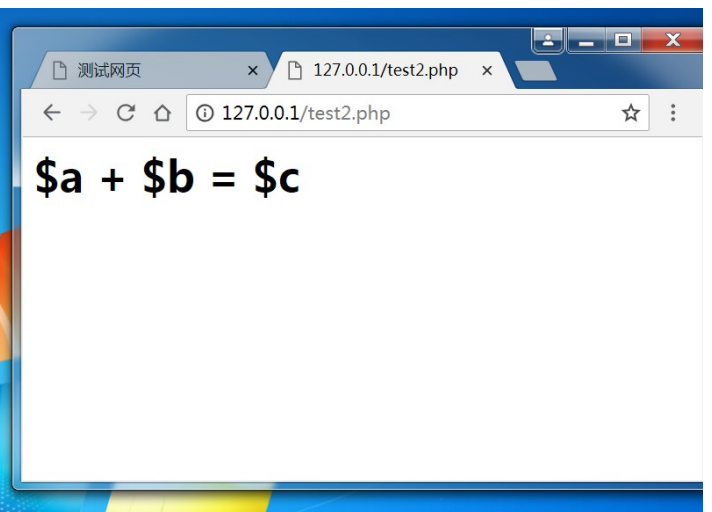 测试网页
127.0.0.1/test2.php
127.0.0.1/test2.php
$a + $b = $c